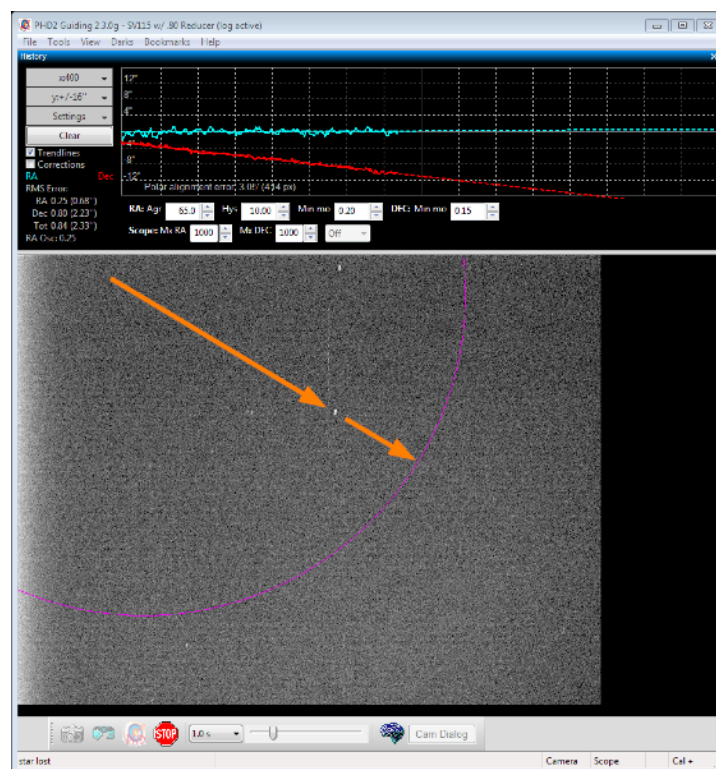 PHD2 Guiding 2.3.0g - SV115 w/ .80 Reducer (log active)
File Tools View Darks Bookmarks Help
History
x:400
y:+/-16"
Settings
Clear
Trendlines
Corrections
RA Dec
RMS Error:
RA 0.25 (0.68")
Dec 0.80 (2.23")
Tot 0.84 (2.33")
RA Osc: 0.25
12"
8"
4"
-4"
-8"
-12"
Polar alignment error: 3.09' (414 px)
RA: Agr 65.0 Hys 10.00 Min mo 0.20 DEC: Min mo 0.15
Scope: Mx RA 1000 Mx DEC 1000 Off
STOP 1.0 s Cam Dialog
star lost Camera Scope Cal +